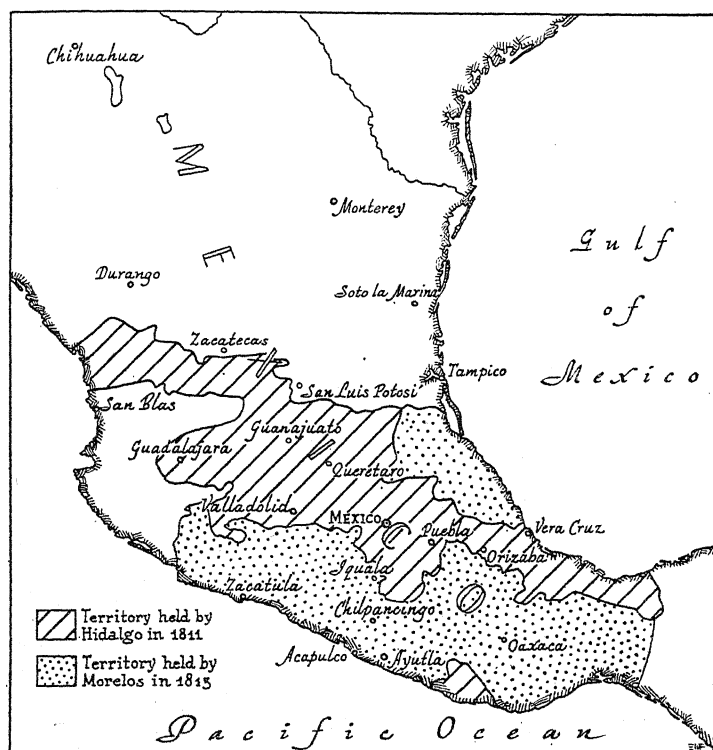 Chihuahua
M
E
X
I
C
O
Monterey
Gulf
of
Mexico
Durango
Soto la Marina
Zacatecas
Tampico
San Luis Potosi
San Blas
Guanajuato
Guadalajara
Queretaro
Valladolid
MÉXICO
Puebla
Vera Cruz
Orizaba
Iquala
Zacatula
Chilpancingo
Oaxaca
Acapulco
Ayutla
Territory held by
Hidalgo in 1811
Territory held by
Morelos in 1813
Pacific Ocean